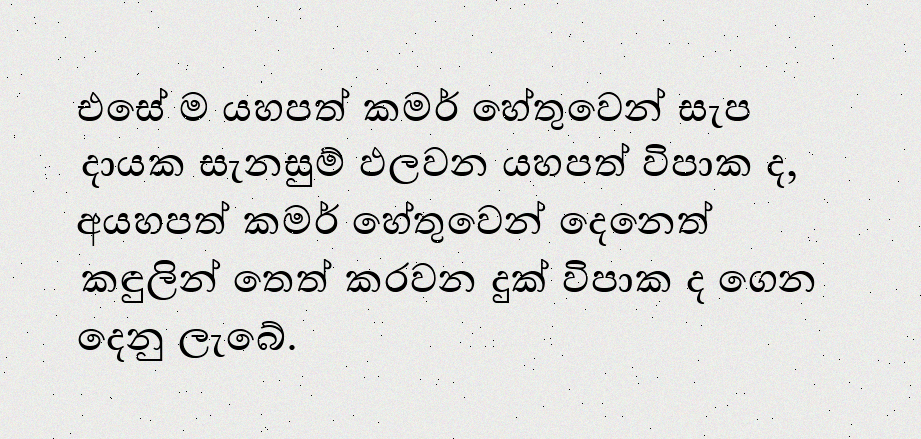 එසේ ම යහපත් කමර් හේතුවෙන් සැප
දායක සැනසුම් ඵලවන යහපත් විපාක ද,
අයහපත් කමර් හේතුවෙන් දෙනෙත්
කඳුලින් තෙත් කරවන දුක් විපාක ද ගෙන
දෙනු ලැබේ.